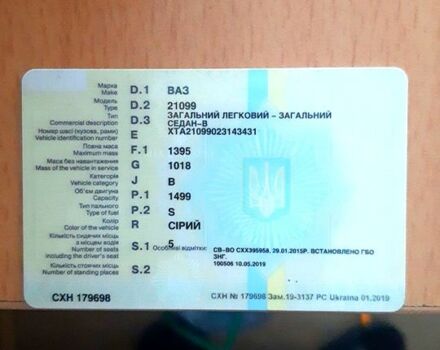 Марка
Make D.1 ВАЗ
Модель
Type D.2 21099
Тип
Commercial description D.3 ЗАГАЛЬНИЙ ЛЕГКОВИЙ - ЗАГАЛЬНИЙ
СЕДАН-В
Номер шасі (кузова, рами)
Vehicle identification number E XTA21099023143431
Повна маса
Maximum mass F.1 1395
Маса без навантаження
Mass of the vehicle in service G 1018
Категорія
Vehicle category J B
Об'єм двигуна
Capacity P.1 1499
Тип пального
Type of fuel P.2 S
Колір
Color of the vehicle R СІРИЙ
Кількість сидячих місць
з місцем водія
Number of seats
including the driver's seat S.1 5
Особливі відмітки: СВ-ВО СХХ395958, 29.01.2015Р. ВСТАНОВЛЕНО ГБО
ЗНГ.
100506 10.05.2019
Кількість стоячих місць
Number of standing places S.2
СХН 179698
СХН № 179698 Зам.19-3137 РС Ukraina 01.2019